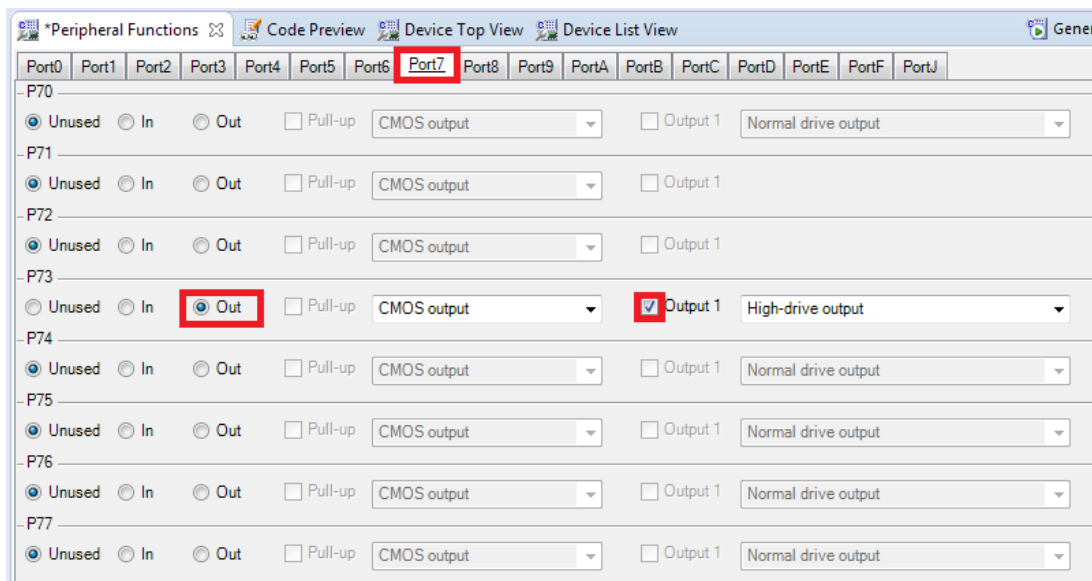 *Peripheral Functions Code Preview Device Top View Device List View Gener
Port0 Port1 Port2 Port3 Port4 Port5 Port6 Port7 Port8 Port9 PortA PortB PortC PortD PortE PortF PortJ
P70
Unused In Out Pull-up CMOS output Output 1 Normal drive output
P71
Unused In Out Pull-up CMOS output Output 1
P72
Unused In Out Pull-up CMOS output Output 1
P73
Unused In Out Pull-up CMOS output Output 1 High-drive output
P74
Unused In Out Pull-up CMOS output Output 1 Normal drive output
P75
Unused In Out Pull-up CMOS output Output 1 Normal drive output
P76
Unused In Out Pull-up CMOS output Output 1 Normal drive output
P77
Unused In Out Pull-up CMOS output Output 1 Normal drive output